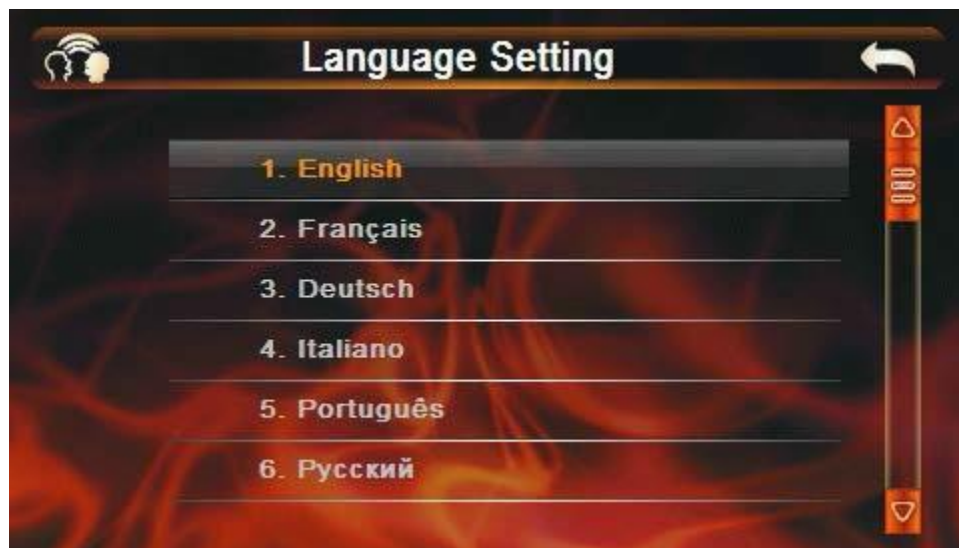 Language Setting
1. English
2. Français
3. Deutsch
4. Italiano
5. Português
6. Русский